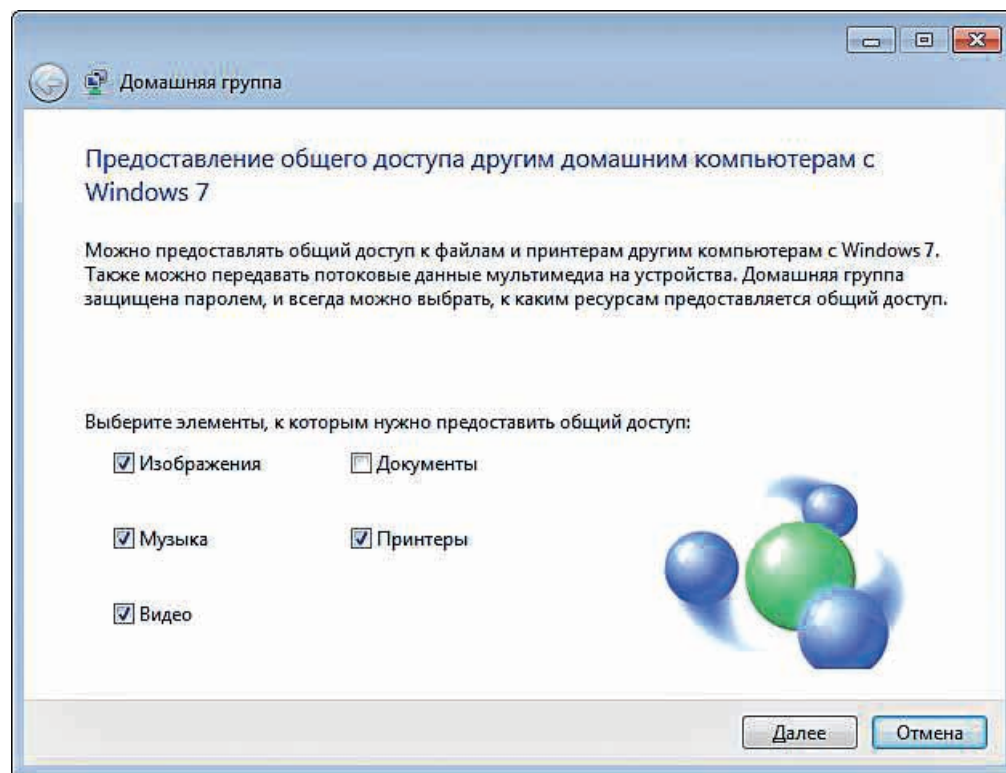 Домашняя группа
Предоставление общего доступа другим домашним компьютерам с
Windows 7
Можно предоставлять общий доступ к файлам и принтерам другим компьютерам с Windows 7.
Также можно передавать потоковые данные мультимедиа на устройства. Домашняя группа
защищена паролем, и всегда можно выбрать, к каким ресурсам предоставляется общий доступ.
Выберите элементы, к которым нужно предоставить общий доступ:
Изображения Документы
Музыка Принтеры
Видео
Далее Отмена